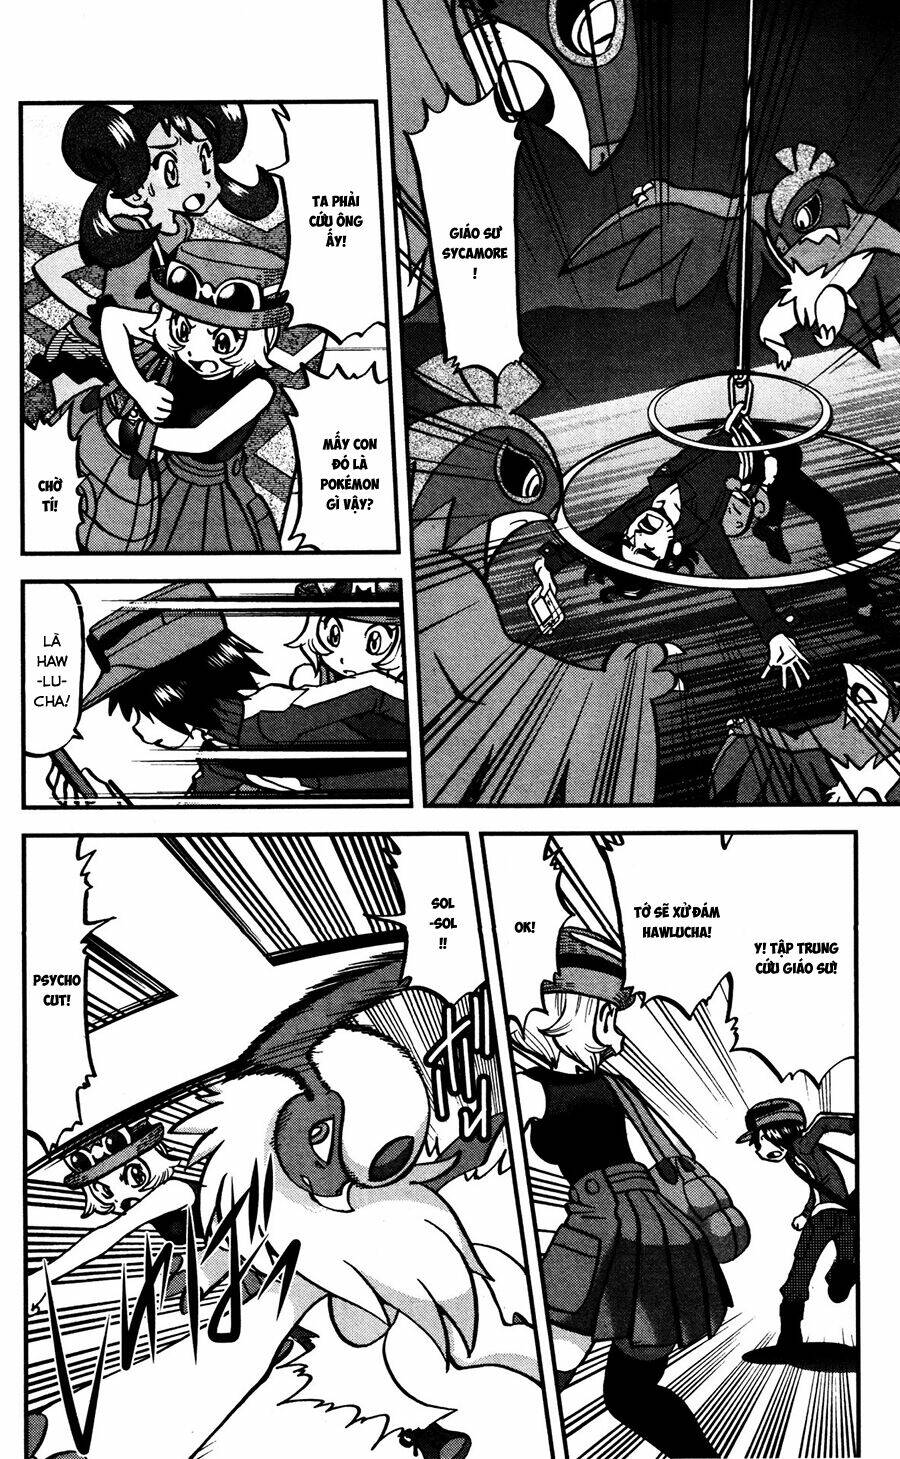 GIÁO SƯ
SYCAMORE
!
TA PHẢI
CỨU ÔNG
ẤY!
MẤY CON
ĐÓ LÀ
POKÉMON
GÌ VẬY?
CHỜ
TÍ!
LÀ
HAW
-LU-
CHA!
Y! TẬP TRUNG
CỨU GIÁO SƯ!
TỚ SẼ XỬ ĐÁM
HAWLUCHA!
OK!
SOL
-SOL
!!
PSYCHO
CUT!